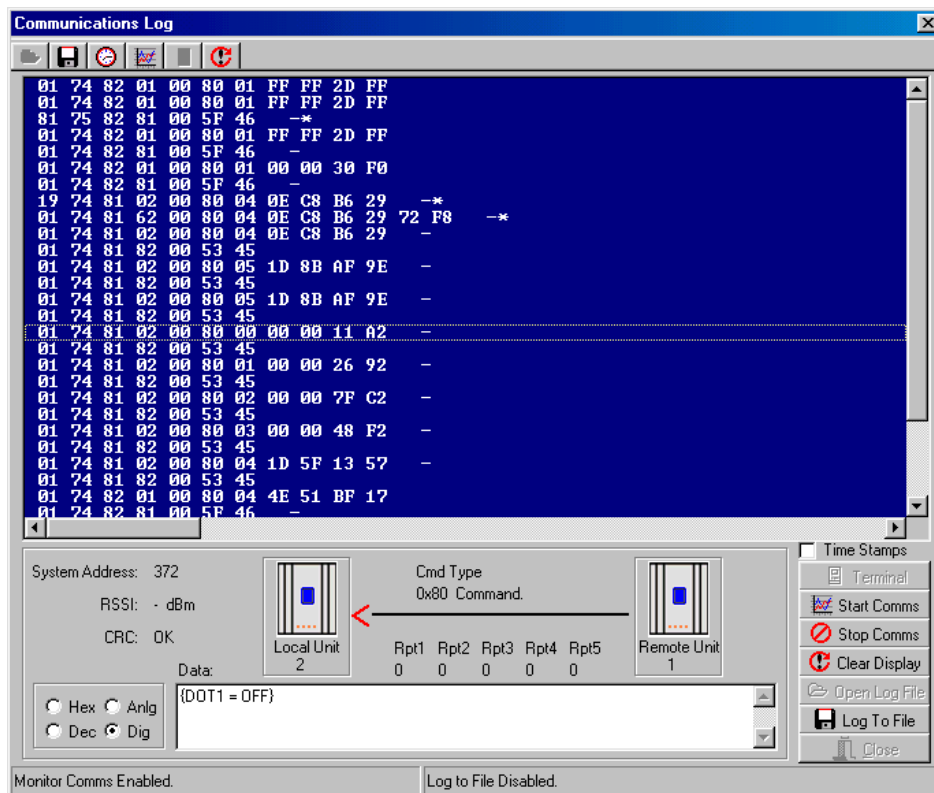 Communications Log
01 74 82 01 00 80 01 FF FF 2D FF
01 74 82 01 00 80 01 FF FF 2D FF
81 75 82 81 00 5F 46 -*
01 74 82 01 00 80 01 FF FF 2D FF
01 74 82 81 00 5F 46 -
01 74 82 01 00 80 01 00 00 30 F0
01 74 82 81 00 5F 46 -
19 74 81 02 00 80 04 0E C8 B6 29 -*
01 74 81 62 00 80 04 0E C8 B6 29 72 F8 -*
01 74 81 02 00 80 04 0E C8 B6 29 -
01 74 81 82 00 53 45
01 74 81 02 00 80 05 1D 8B AF 9E -
01 74 81 82 00 53 45
01 74 81 02 00 80 05 1D 8B AF 9E -
01 74 81 82 00 53 45
01 74 81 02 00 80 00 00 00 11 A2 -
01 74 81 82 00 53 45
01 74 81 02 00 80 01 00 00 26 92 -
01 74 81 82 00 53 45
01 74 81 02 00 80 02 00 00 7F C2 -
01 74 81 82 00 53 45
01 74 81 02 00 80 03 00 00 48 F2 -
01 74 81 82 00 53 45
01 74 81 02 00 80 04 1D 5F 13 57 -
01 74 81 82 00 53 45
01 74 82 01 00 80 04 4E 51 BF 17
01 74 82 81 00 5F 46 -
System Address: 372
RSSI: - dBm
CRC: OK
Local Unit
2
Cmd Type
0x80 Command.
Rpt1 Rpt2 Rpt3 Rpt4 Rpt5
0 0 0 0 0
Remote Unit
1
Data:
{DOT1 = OFF}
Hex Anlg
Dec Dig
Time Stamps
Terminal
Start Comms
Stop Comms
Clear Display
Open Log File
Log To File
Close
Monitor Comms Enabled.
Log to File Disabled.